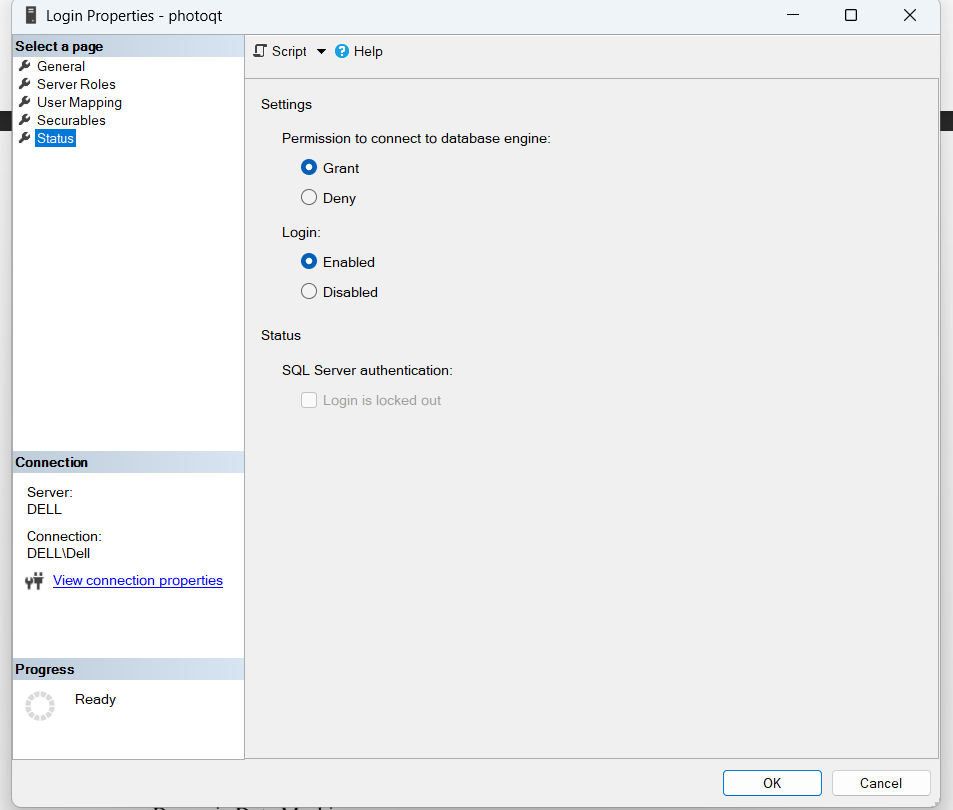 Login Properties - photoqt
Select a page
General
Server Roles
User Mapping
Securables
Status
Script
Help
Settings
Permission to connect to database engine:
Grant
Deny
Login:
Enabled
Disabled
Status
SQL Server authentication:
Login is locked out
Connection
Server:
DELL
Connection:
DELL\Dell
View connection properties
Progress
Ready
OK
Cancel